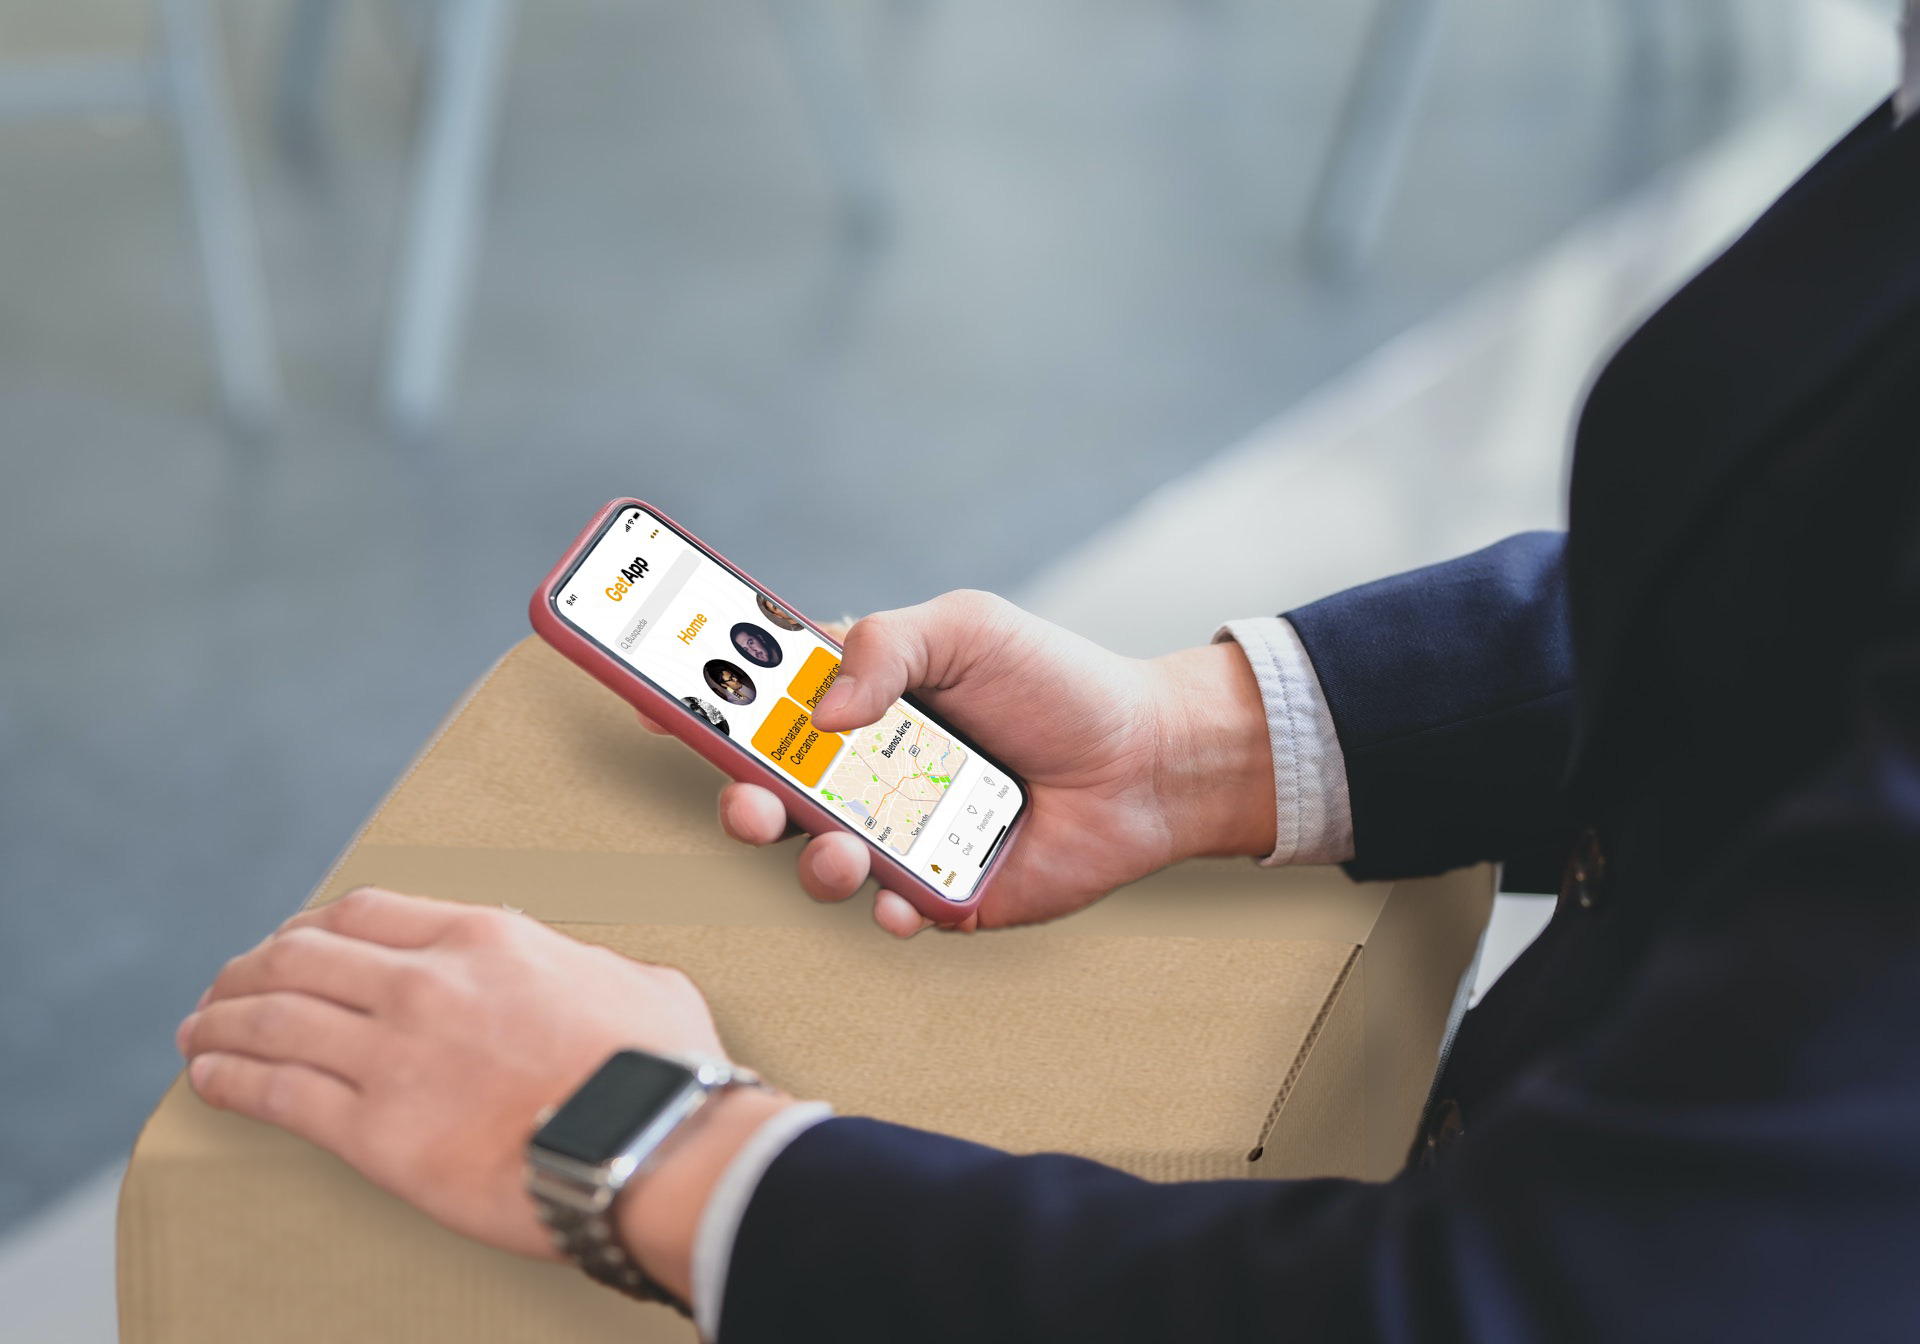 9:41
GetApp
Busqueda
Home
Destinatarios
Cercanos
Destinatarios
Buenos Aires
Morón
San Justo
Home
Chat
Favoritos
Mapa